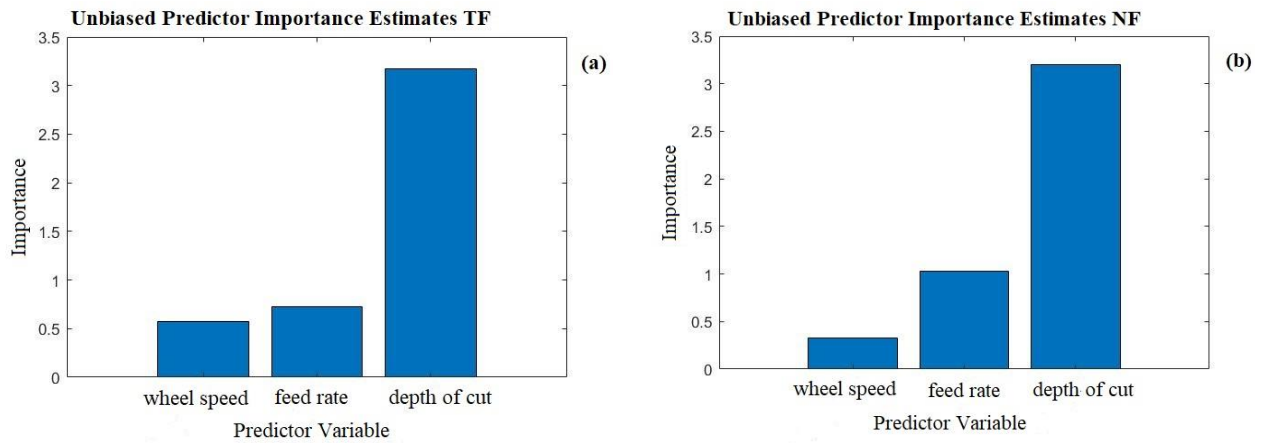 Unbiased Predictor Importance Estimates TF
(a)
3.5
3
2.5
2
1.5
1
0.5
0
Importance
wheel speed
feed rate
depth of cut
Predictor Variable
Unbiased Predictor Importance Estimates NF
(b)
3.5
3
2.5
2
1.5
1
0.5
0
Importance
wheel speed
feed rate
depth of cut
Predictor Variable